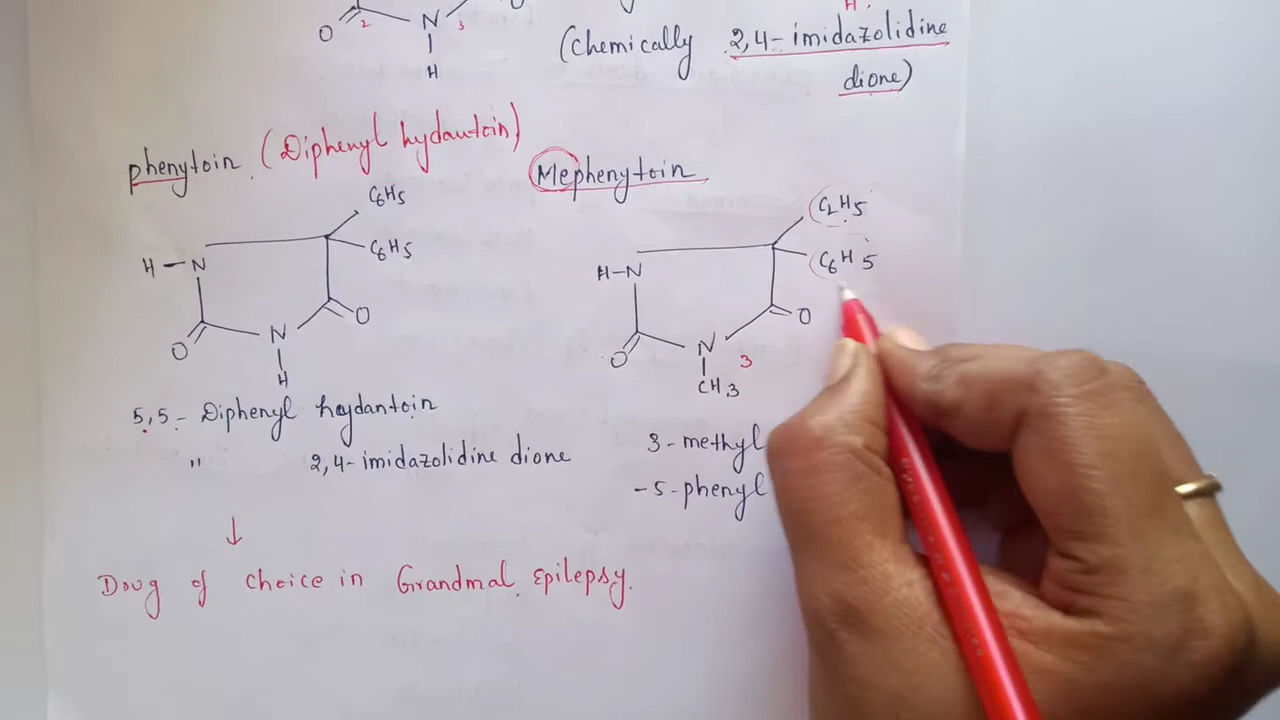 O 2 N 3
H
H
(Chemically 2,4-imidazolidine
dione)
phenytoin (Diphenyl hydantoin)
C6H5
C6H5
H-N
O
O
N
H
5,5- Diphenyl hydantoin
" 2,4-imidazolidine dione
↓
Drug of choice in Grandmal epilepsy.
Mephenytoin
C2H5
C6H5
H-N
O
O
N 3
CH3
3-methyl
-5-phenyl